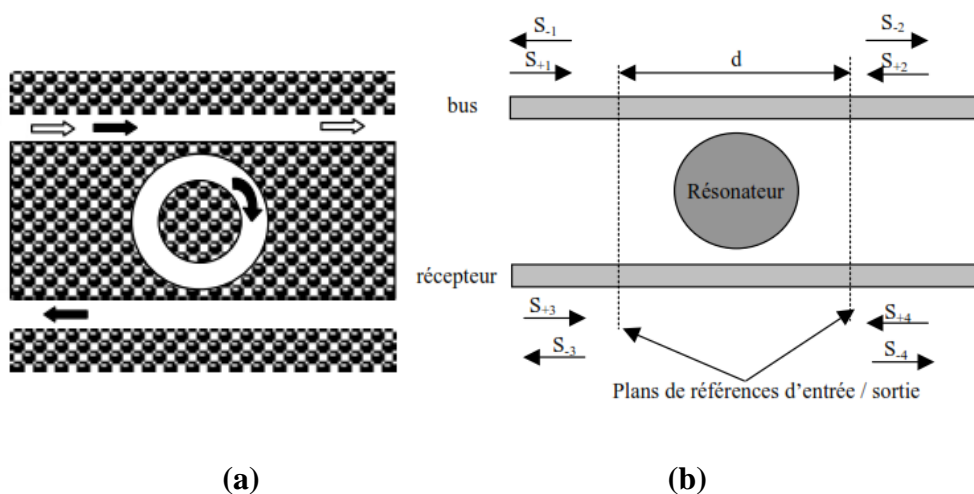 S-1
S-2
S+1
d
S+2
bus
Résonateur
récepteur
S+3
S+4
S-3
S-4
Plans de références d'entrée / sortie
(a)
(b)